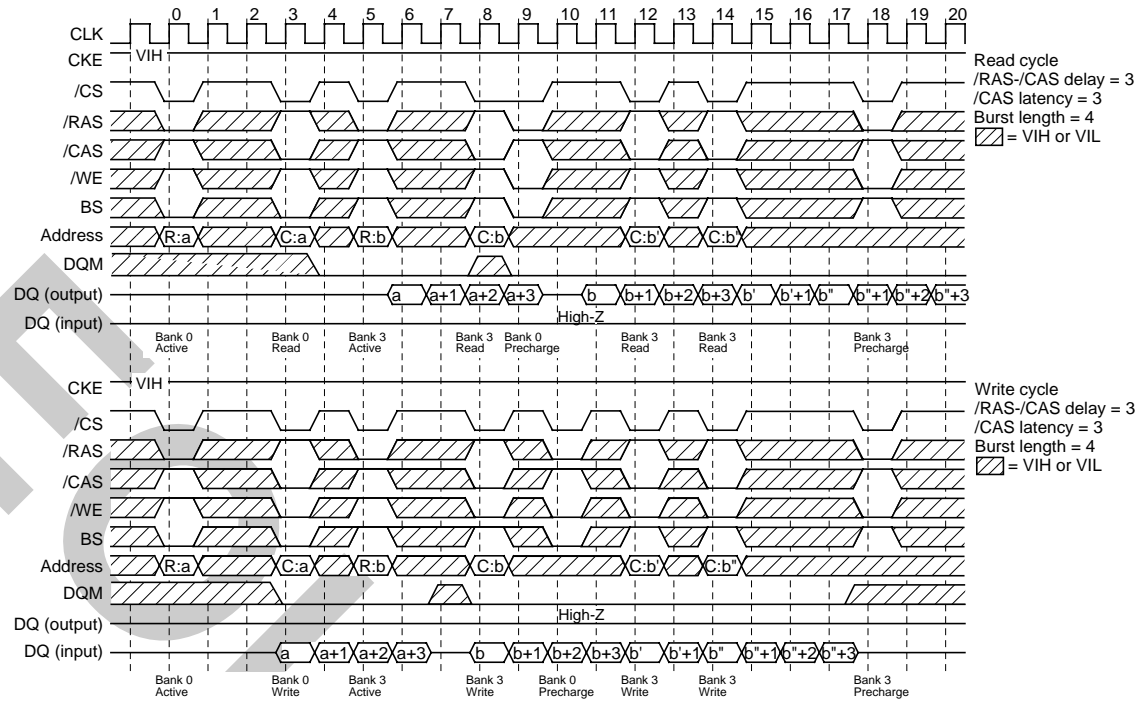 0 1 2 3 4 5 6 7 8 9 10 11 12 13 14 15 16 17 18 19 20
CLK
CKE VIH
/CS
/RAS
/CAS
/WE
BS
Address R:a C:a R:b C:b C:b' C:b"
DQM
DQ (output) a a+1 a+2 a+3 b b+1 b+2 b+3 b' b'+1 b" b"+1 b"+2 b"+3
DQ (input) High-Z
Bank 0 Active Bank 0 Read Bank 3 Active Bank 3 Read Bank 0 Precharge Bank 3 Read Bank 3 Read Bank 3 Precharge
Read cycle
/RAS-/CAS delay = 3
/CAS latency = 3
Burst length = 4
= VIH or VIL
CKE VIH
/CS
/RAS
/CAS
/WE
BS
Address R:a C:a R:b C:b C:b' C:b"
DQM
DQ (output) High-Z
DQ (input) a a+1 a+2 a+3 b b+1 b+2 b+3 b' b'+1 b" b"+1 b"+2 b"+3
Bank 0 Active Bank 0 Write Bank 3 Active Bank 3 Write Bank 0 Precharge Bank 3 Write Bank 3 Write Bank 3 Precharge
Write cycle
/RAS-/CAS delay = 3
/CAS latency = 3
Burst length = 4
= VIH or VIL